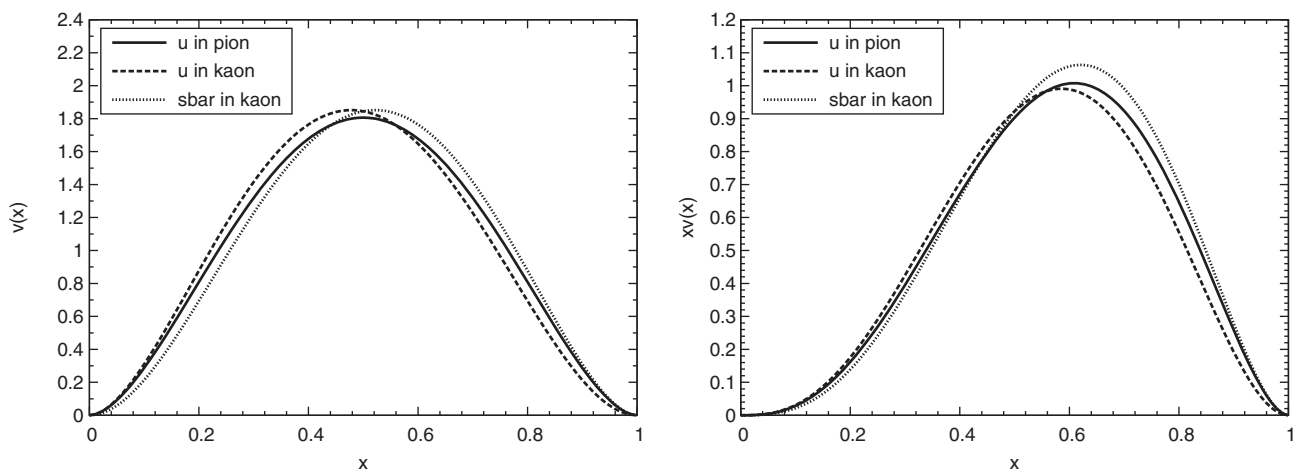 2.4
2.2
2
1.8
1.6
1.4
1.2
1
0.8
0.6
0.4
0.2
0
v(x)
u in pion
u in kaon
sbar in kaon
0 0.2 0.4 0.6 0.8 1
x
1.2
1.1
1
0.9
0.8
0.7
0.6
0.5
0.4
0.3
0.2
0.1
0
xv(x)
u in pion
u in kaon
sbar in kaon
0 0.2 0.4 0.6 0.8 1
x